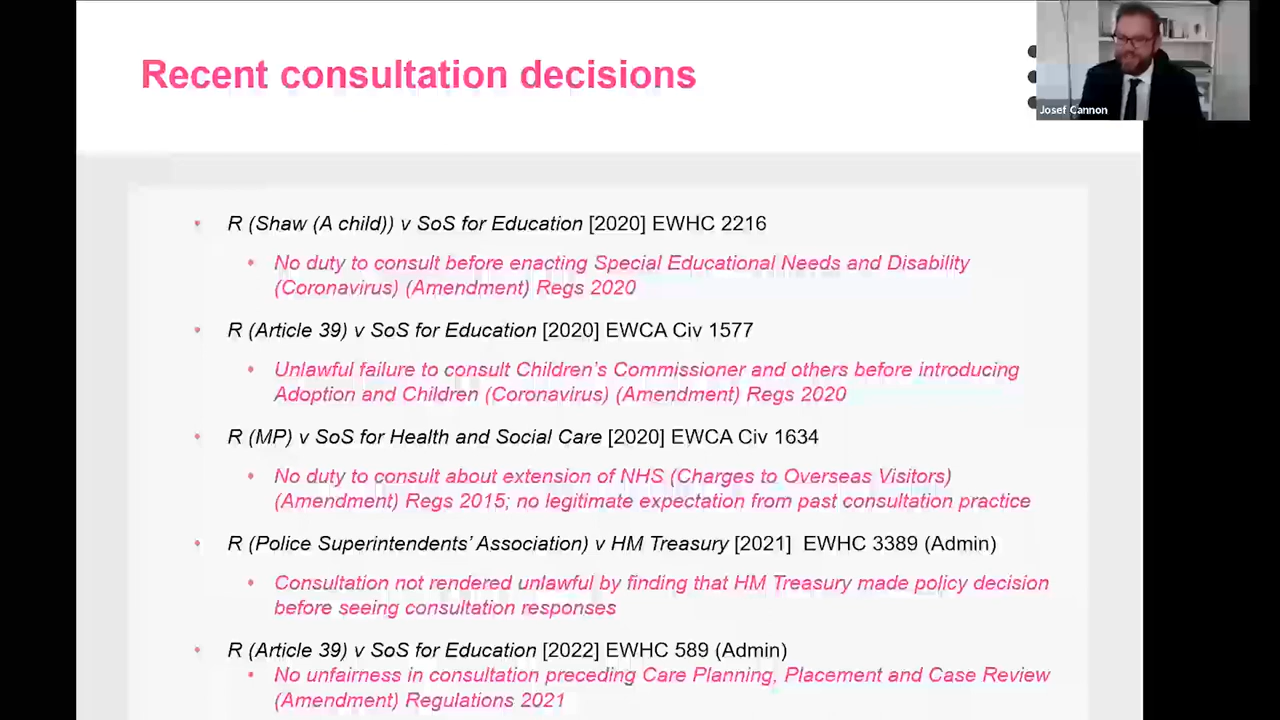 Recent consultation decisions
Josef Cannon
• R (Shaw (A child)) v SoS for Education [2020] EWHC 2216
• No duty to consult before enacting Special Educational Needs and Disability
(Coronavirus) (Amendment) Regs 2020
• R (Article 39) v SoS for Education [2020] EWCA Civ 1577
• Unlawful failure to consult Children's Commissioner and others before introducing
Adoption and Children (Coronavirus) (Amendment) Regs 2020
• R (MP) v SoS for Health and Social Care [2020] EWCA Civ 1634
• No duty to consult about extension of NHS (Charges to Overseas Visitors)
(Amendment) Regs 2015; no legitimate expectation from past consultation practice
• R (Police Superintendents' Association) v HM Treasury [2021] EWHC 3389 (Admin)
• Consultation not rendered unlawful by finding that HM Treasury made policy decision
before seeing consultation responses
• R (Article 39) v SoS for Education [2022] EWHC 589 (Admin)
• No unfairness in consultation preceding Care Planning, Placement and Case Review
(Amendment) Regulations 2021